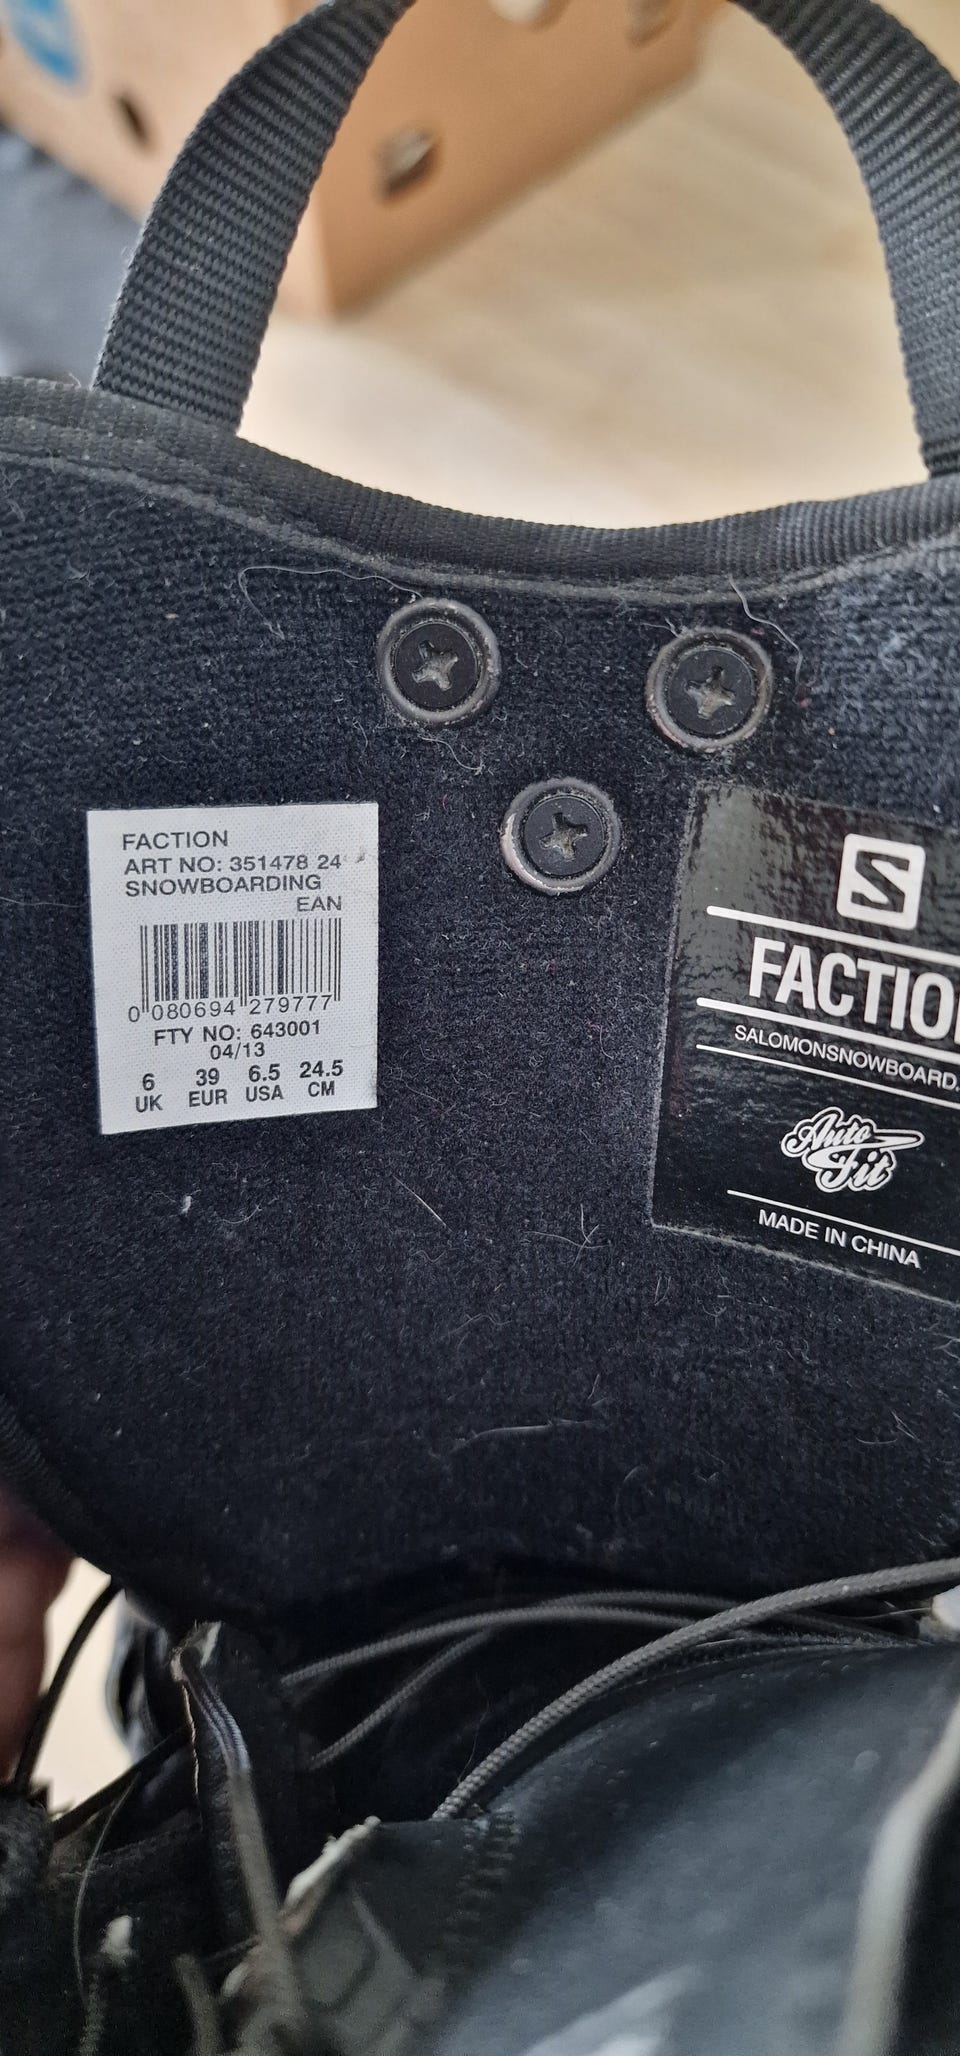 FACTION
ART NO: 351478 24
SNOWBOARDING
EAN
0 080694 279777
FTY NO: 643001
04/13
6 39 6.5 24.5
UK EUR USA CM
S
FACTIO
SALOMONSNOWBOARD.
Auto
Fit
MADE IN CHINA